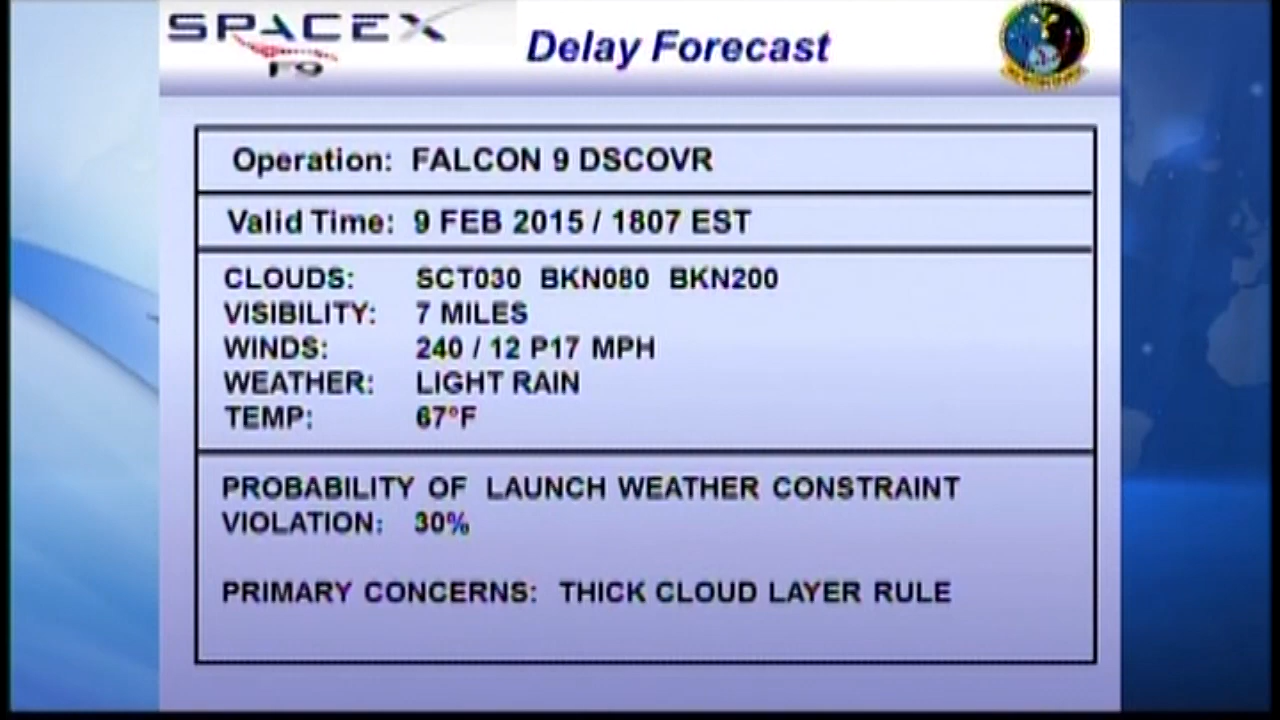 SPACEX
F9
Delay Forecast
Operation: FALCON 9 DSCOVR
Valid Time: 9 FEB 2015 / 1807 EST
CLOUDS: SCT030 BKN080 BKN200
VISIBILITY: 7 MILES
WINDS: 240 / 12 P17 MPH
WEATHER: LIGHT RAIN
TEMP: 67°F
PROBABILITY OF LAUNCH WEATHER CONSTRAINT
VIOLATION: 30%
PRIMARY CONCERNS: THICK CLOUD LAYER RULE